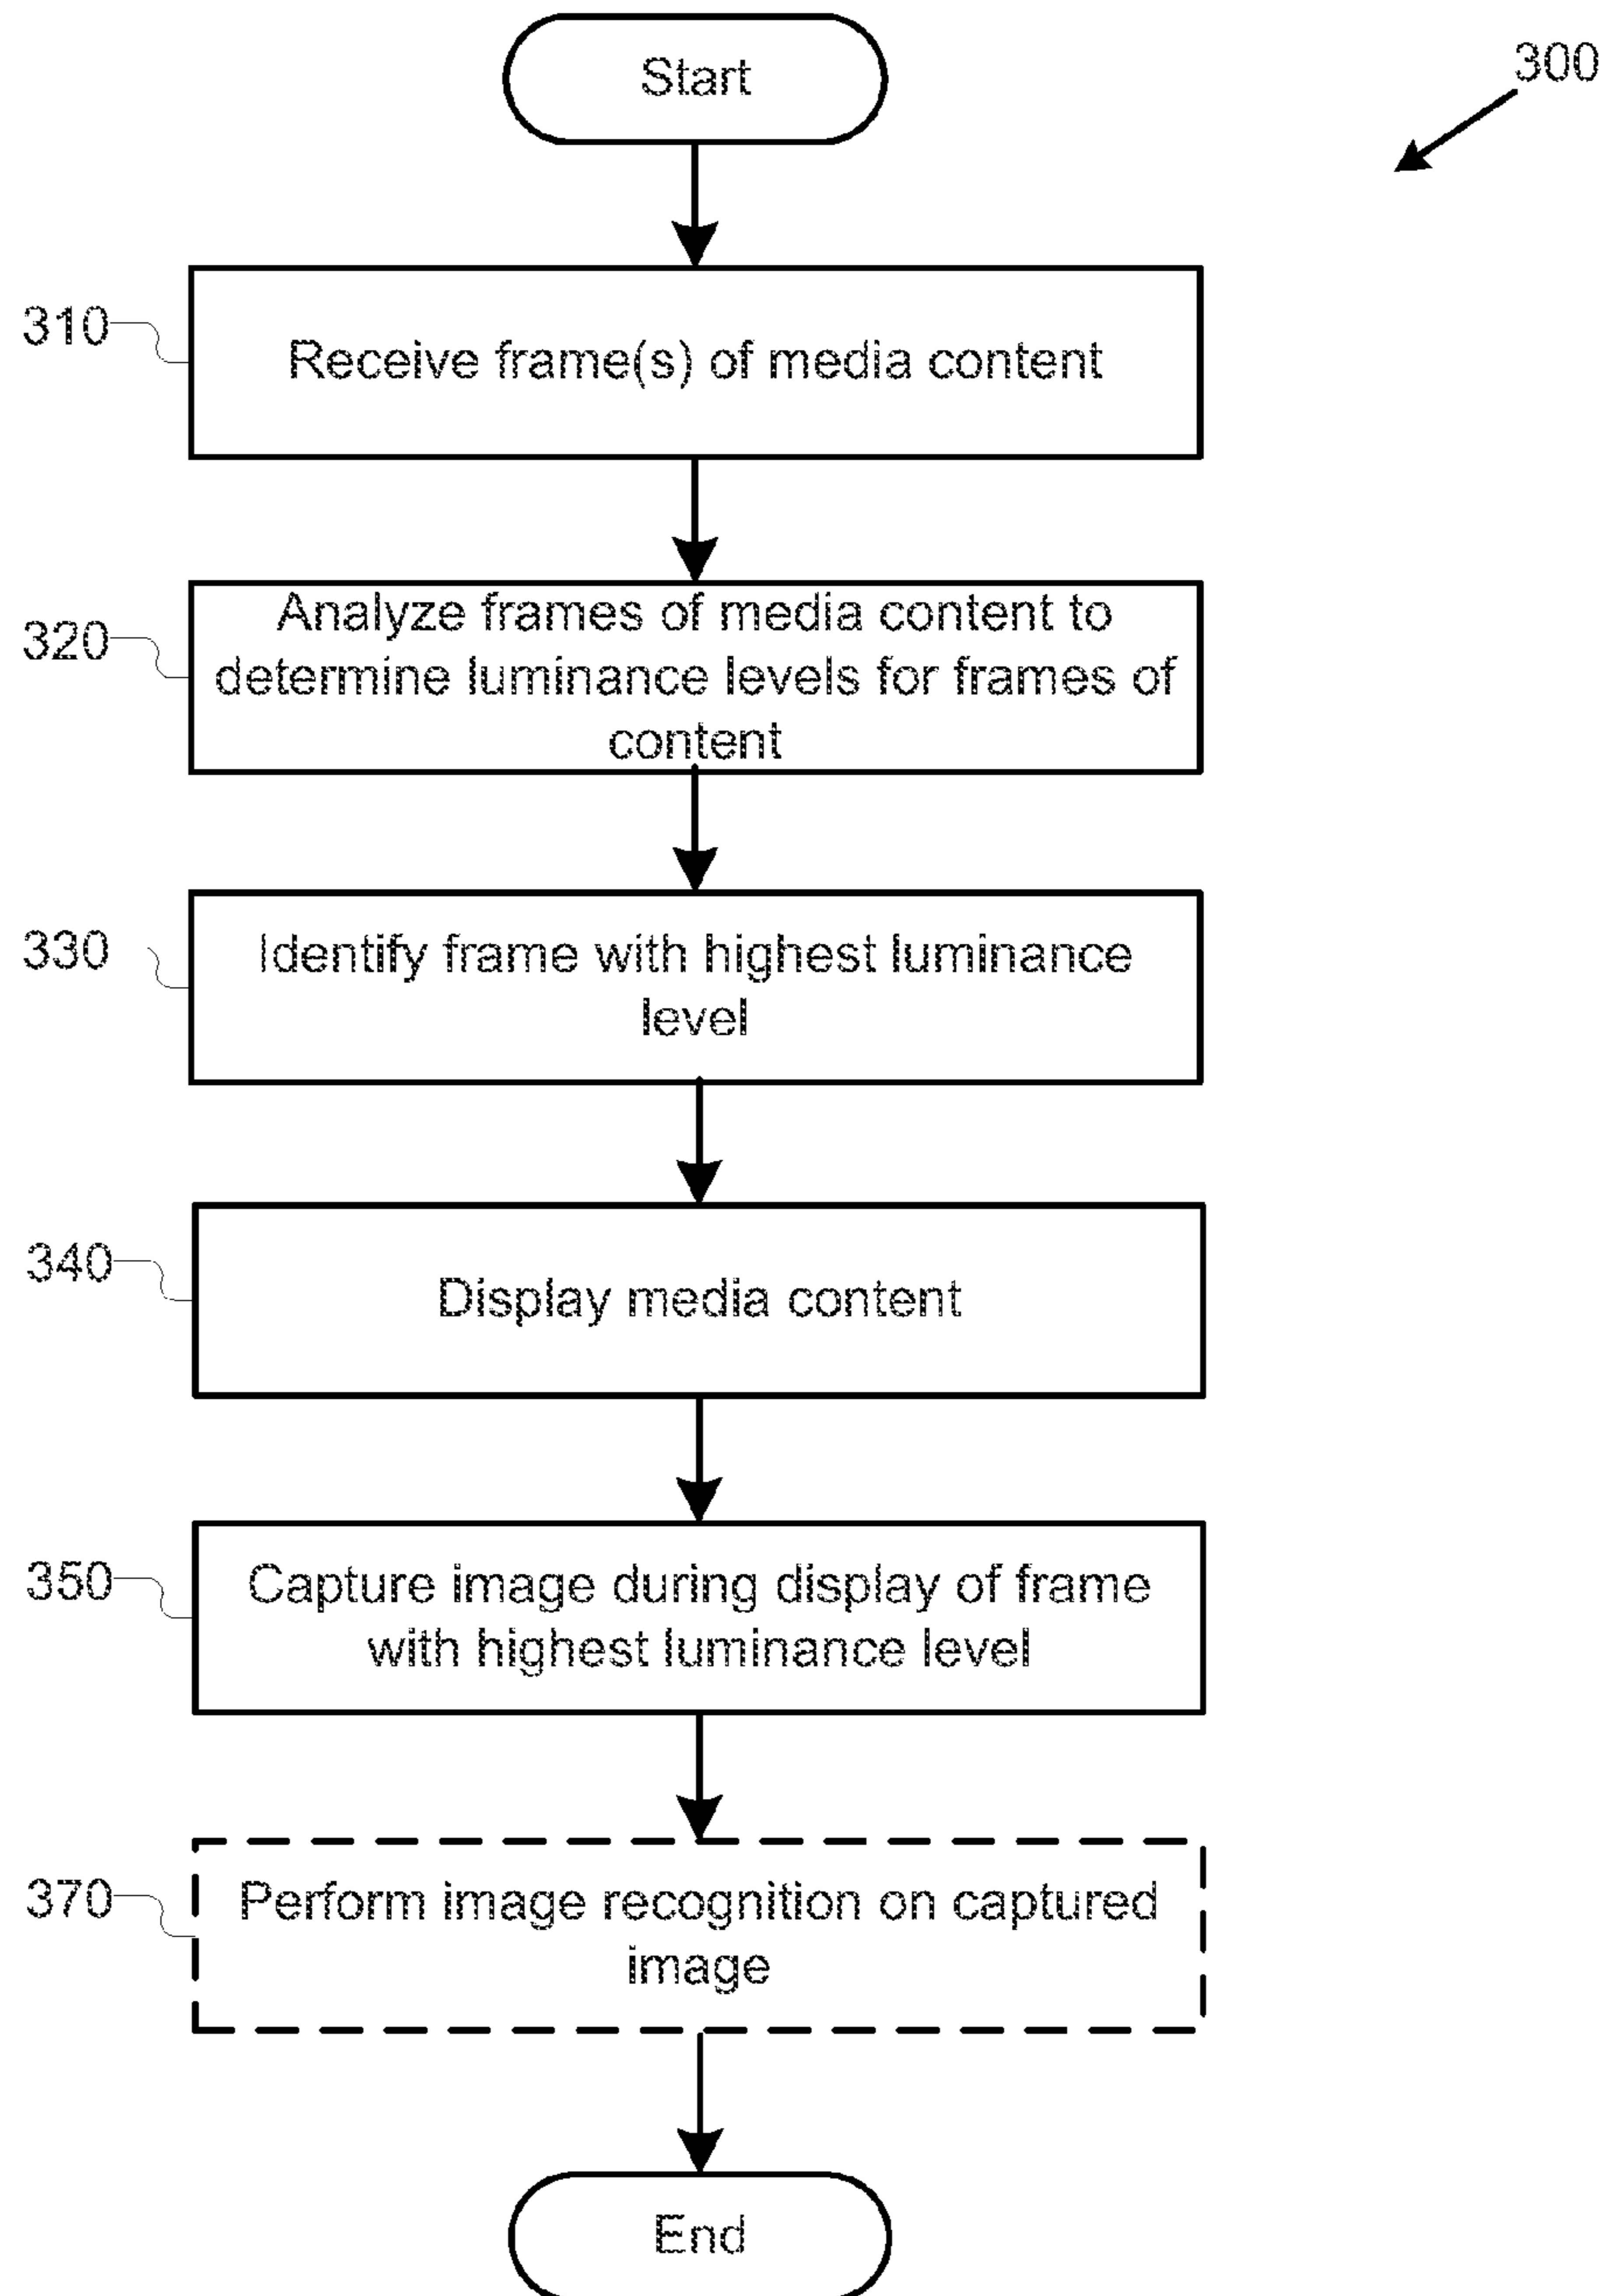 Start
300
310
Receive frame(s) of media content
320
Analyze frames of media content to
determine luminance levels for frames of
content
330
Identify frame with highest luminance
level
340
Display media content
350
Capture image during display of frame
with highest luminance level
370
Perform image recognition on captured
image
End